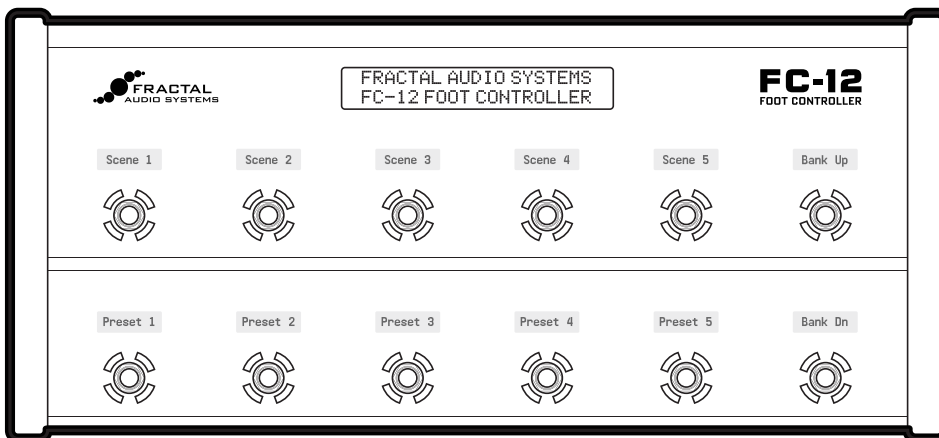 FRACTAL
AUDIO SYSTEMS
FRACTAL AUDIO SYSTEMS
FC-12 FOOT CONTROLLER
FC-12
FOOT CONTROLLER
Scene 1
Scene 2
Scene 3
Scene 4
Scene 5
Bank Up
Preset 1
Preset 2
Preset 3
Preset 4
Preset 5
Bank Dn